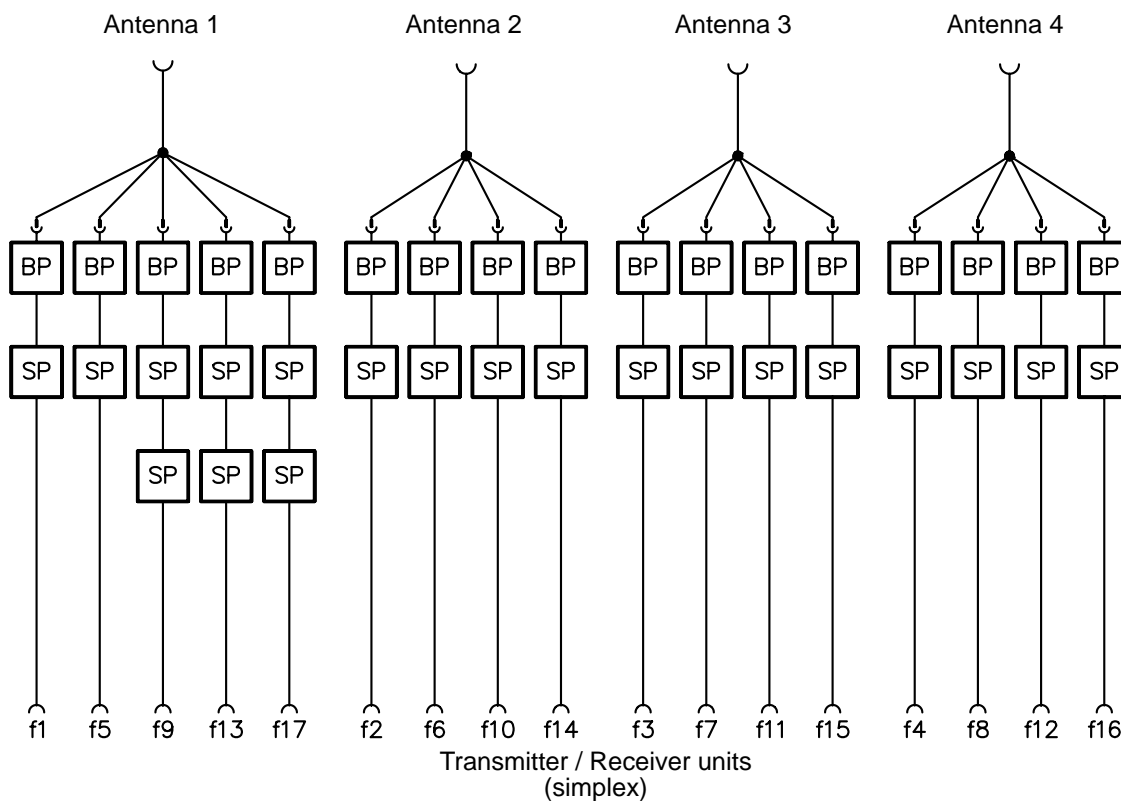 Antenna 1 Antenna 2 Antenna 3 Antenna 4
BP BP BP BP BP BP BP BP BP BP BP BP BP BP BP BP BP
SP SP SP SP SP SP SP SP SP SP SP SP SP SP SP SP SP
SP SP SP
f1 f5 f9 f13 f17 f2 f6 f10 f14 f3 f7 f11 f15 f4 f8 f12 f16
Transmitter / Receiver units
(simplex)